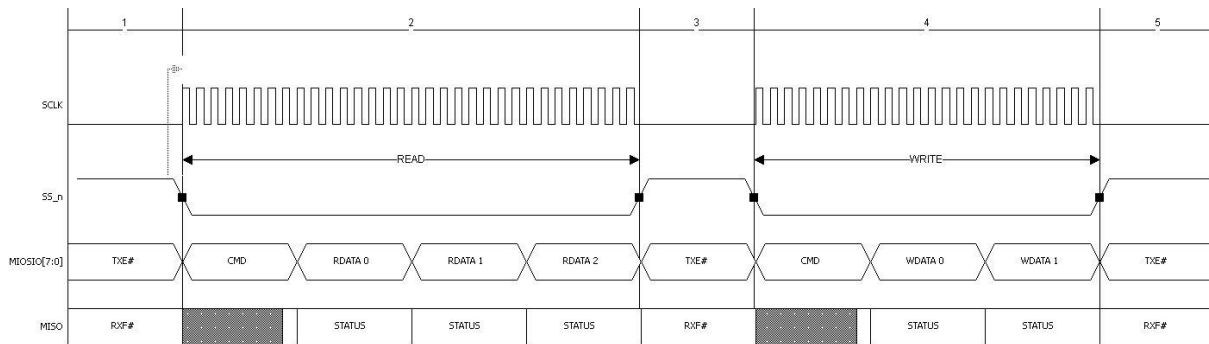 1 2 3 4 5
SCLK
READ WRITE
SS_n
MIOSIO[7:0] TXE# CMD RDATA 0 RDATA 1 RDATA 2 TXE# CMD WDATA 0 WDATA 1 TXE#
MISO RXF# STATUS STATUS STATUS RXF# STATUS STATUS RXF#